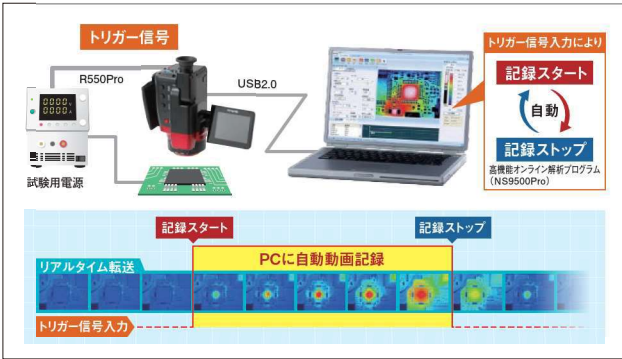 トリガー信号
R550Pro
USB2.0
試験用電源
トリガー信号入力により
記録スタート
自動
記録ストップ
高機能オンライン解析プログラム
(NS9500Pro)
記録スタート
記録ストップ
PCに自動動画記録
リアルタイム転送
トリガー信号入力